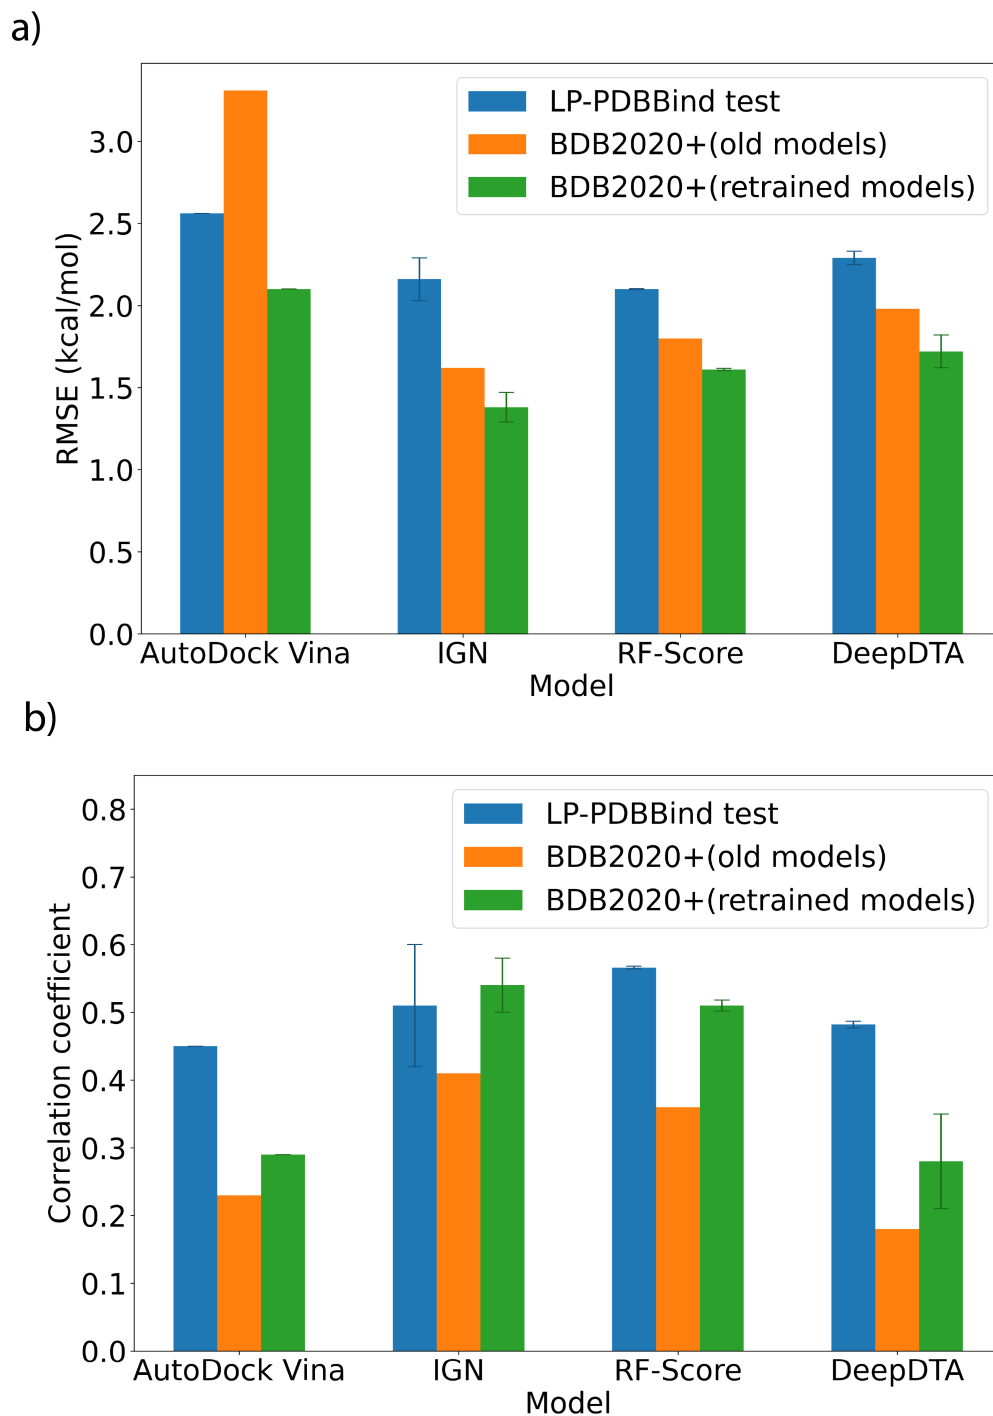 a)
LP-PDBBind test
BDB2020+(old models)
BDB2020+(retrained models)
RMSE (kcal/mol)
3.0
2.5
2.0
1.5
1.0
0.5
0.0
AutoDock Vina IGN RF-Score DeepDTA
Model
b)
LP-PDBBind test
BDB2020+(old models)
BDB2020+(retrained models)
Correlation coefficient
0.8
0.7
0.6
0.5
0.4
0.3
0.2
0.1
0.0
AutoDock Vina IGN RF-Score DeepDTA
Model